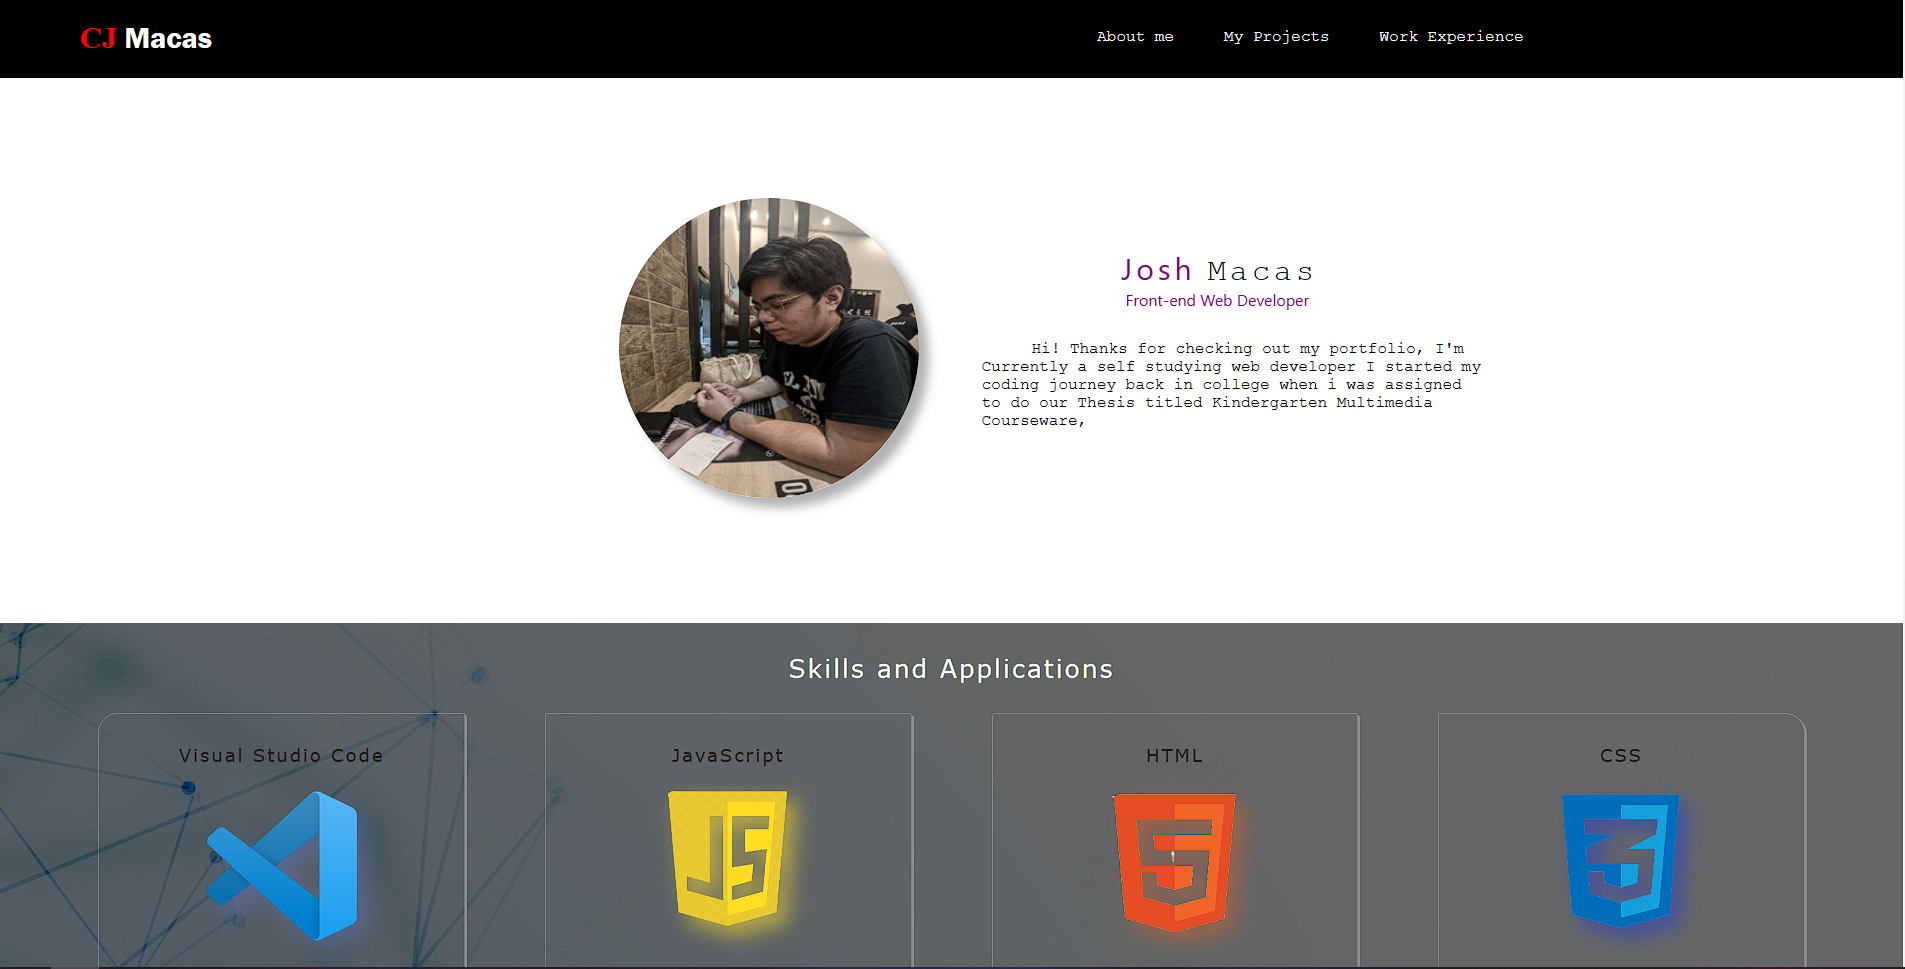 CJ Macas
About me My Projects Work Experience
Josh Macas
Front-end Web Developer
Hi! Thanks for checking out my portfolio, I'm
Currently a self studying web developer I started my
coding journey back in college when i was assigned
to do our Thesis titled Kindergarten Multimedia
Courseware,
Skills and Applications
Visual Studio Code
JavaScript
HTML
CSS
JS
5
3